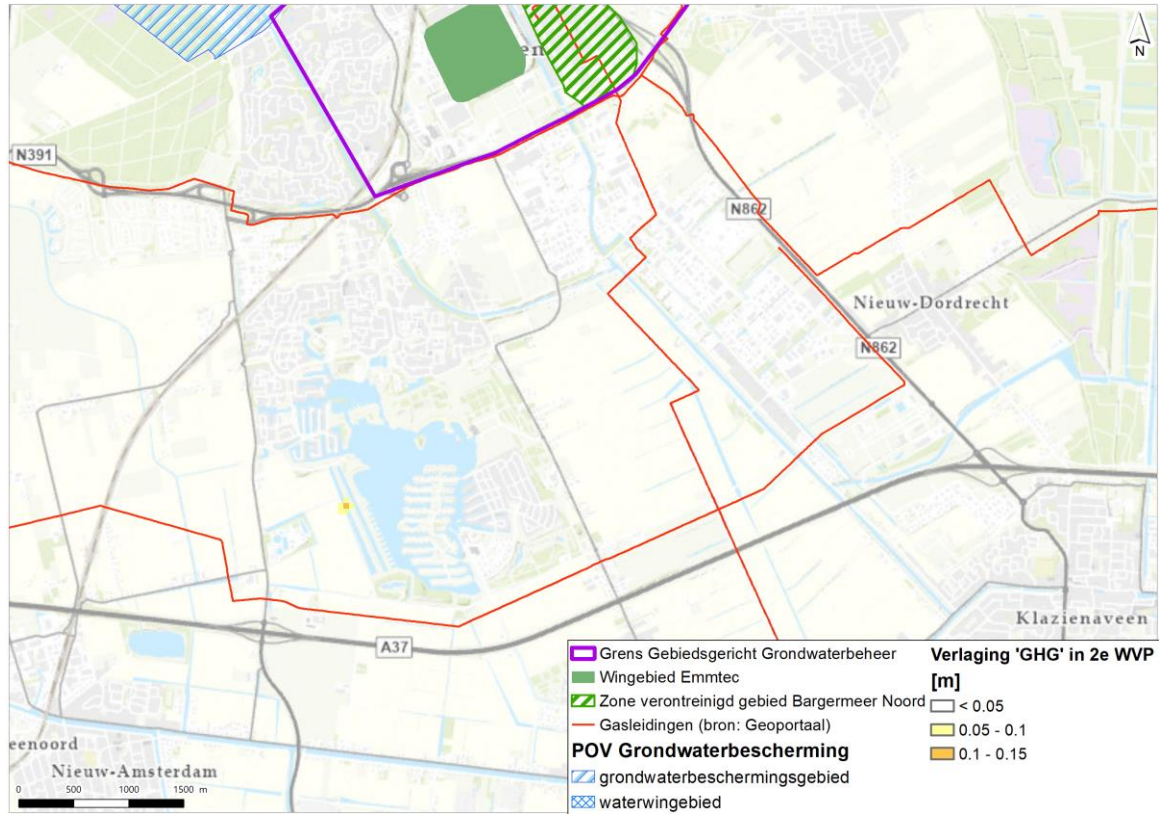 N
en
N391
N862
Nieuw-Dordrecht
N862
A37
Klazienaveen
eenoord
Nieuw-Amsterdam
0 500 1000 1500 m
Grens Gebiedsgericht Grondwaterbeheer
Wingebied Emmtec
Zone verontreinigd gebied Bargermeer Noord
Gasleidingen (bron: Geoportaal)
POV Grondwaterbescherming
grondwaterbeschermingsgebied
waterwingebied
Verlaging 'GHG' in 2e WVP
[m]
< 0.05
0.05 - 0.1
0.1 - 0.15